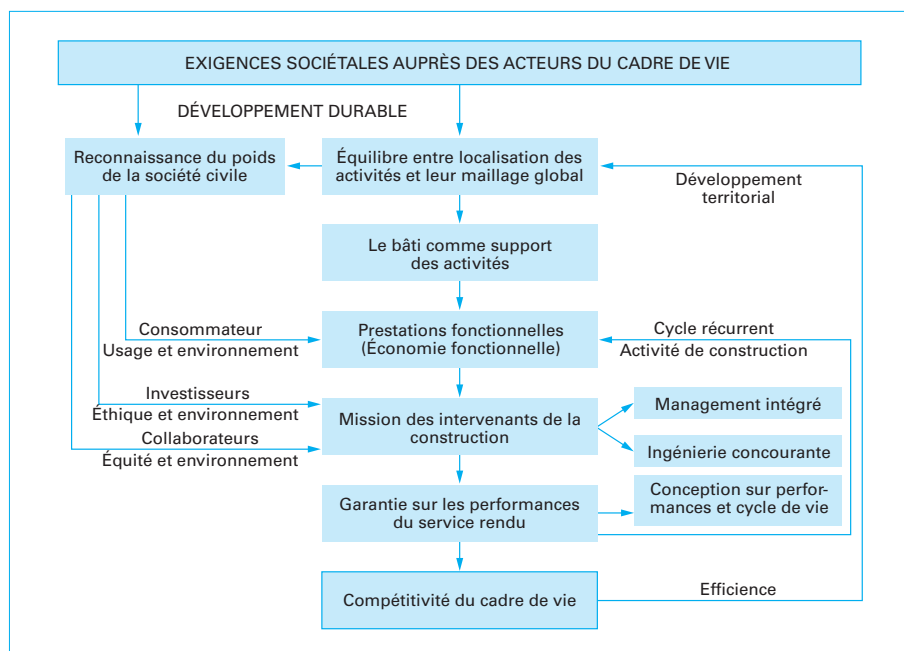 EXIGENCES SOCIÉTALES AUPRÈS DES ACTEURS DU CADRE DE VIE
DÉVELOPPEMENT DURABLE
Reconnaissance du poids
de la société civile
Équilibre entre localisation des
activités et leur maillage global
Développement
territorial
Le bâti comme support
des activités
Consommateur
Usage et environnement
Prestations fonctionnelles
(Économie fonctionnelle)
Cycle récurrent
Activité de construction
Investisseurs
Éthique et environnement
Collaborateurs
Équité et environnement
Mission des intervenants de la
construction
Management intégré
Ingénierie concourante
Garantie sur les performances
du service rendu
Conception sur perfor-
mances et cycle de vie
Compétitivité du cadre de vie
Efficience